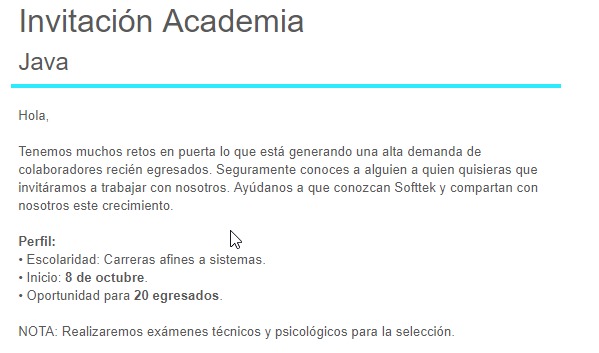 Invitación Academia
Java
Hola,
Tenemos muchos retos en puerta lo que está generando una alta demanda de
colaboradores recién egresados. Seguramente conoces a alguien a quien quisieras que
invitáramos a trabajar con nosotros. Ayúdanos a que conozcan Softtek y compartan con
nosotros este crecimiento.
Perfil:
• Escolaridad: Carreras afines a sistemas.
• Inicio: 8 de octubre.
• Oportunidad para 20 egresados.
NOTA: Realizaremos exámenes técnicos y psicológicos para la selección.